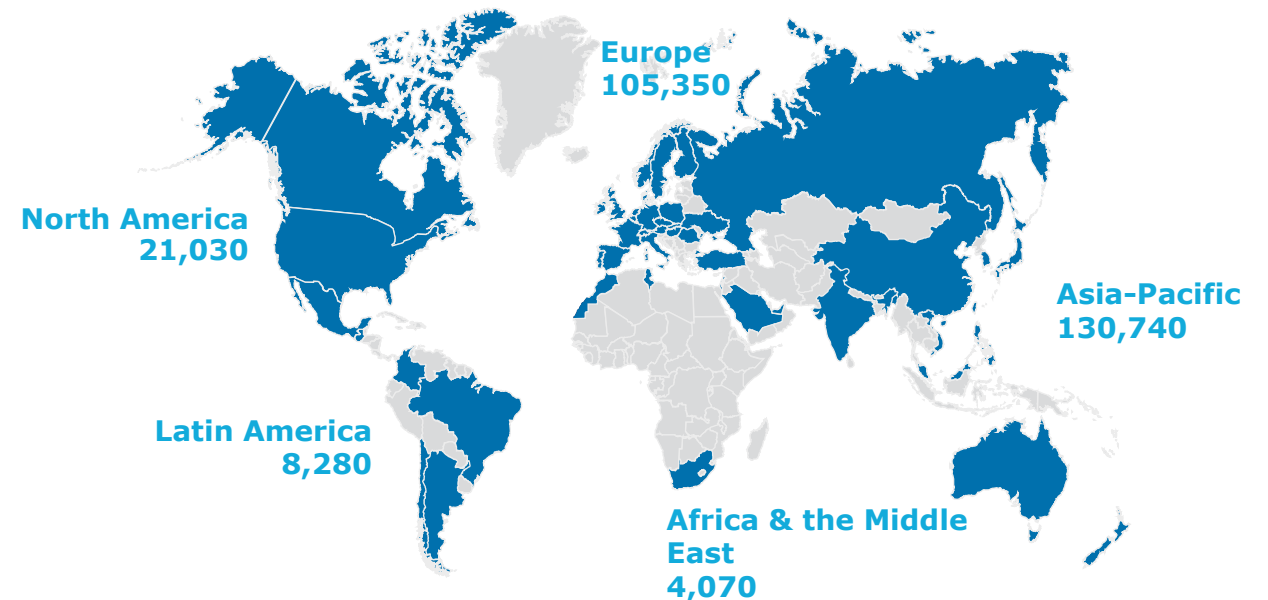 Europe
105,350
North America
21,030
Asia-Pacific
130,740
Latin America
8,280
Africa & the Middle
East
4,070